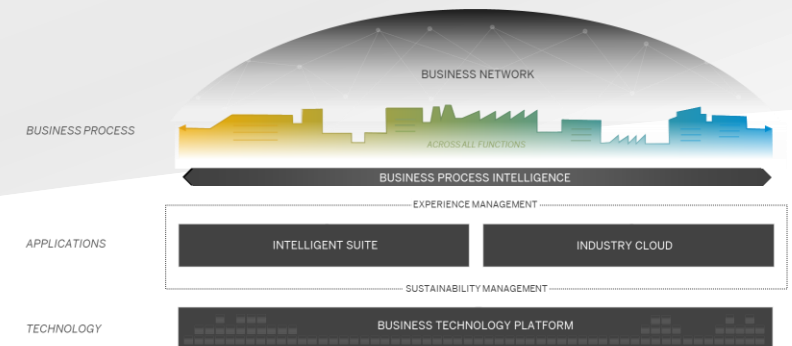 BUSINESS NETWORK
BUSINESS PROCESS
ACROSS ALL FUNCTIONS
BUSINESS PROCESS INTELLIGENCE
EXPERIENCE MANAGEMENT
APPLICATIONS
INTELLIGENT SUITE
INDUSTRY CLOUD
SUSTAINABILITY MANAGEMENT
TECHNOLOGY
BUSINESS TECHNOLOGY PLATFORM